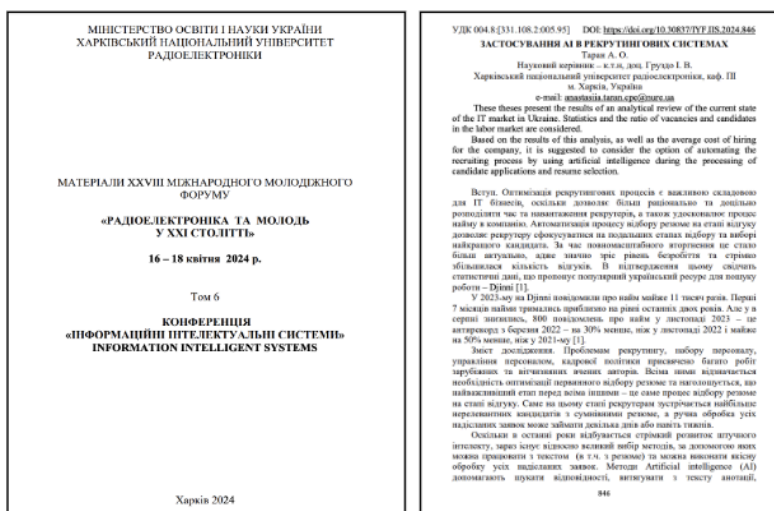 МІНІСТЕРСТВО ОСВІТИ І НАУКИ УКРАЇНИ
ХАРКІВСЬКИЙ НАЦІОНАЛЬНИЙ УНІВЕРСИТЕТ
РАДІОЕЛЕКТРОНІКИ
МАТЕРІАЛИ XXVIII МІЖНАРОДНОГО МОЛОДІЖНОГО
ФОРУМУ
«РАДІОЕЛЕКТРОНІКА ТА МОЛОДЬ
У XXI СТОЛІТТІ»
16 – 18 квітня 2024 р.
Том 6
КОНФЕРЕНЦІЯ
«ІНФОРМАЦІЙНІ ІНТЕЛЕКТУАЛЬНІ СИСТЕМИ»
INFORMATION INTELLIGENT SYSTEMS
Харків 2024
УДК 004.8:[331.108.2:005.95] DOI: https://doi.org/10.30837/IYF.IIS.2024.846
ЗАСТОСУВАННЯ AI В РЕКРУТИНГОВИХ СИСТЕМАХ
Таран А. О.
Науковий керівник – к.т.н, доц. Груздо І. В.
Харківський національний університет радіоелектроніки, каф. ПІ
м. Харків, Україна
e-mail: anastasiia.taran.cpe@nure.ua
These theses present the results of an analytical review of the current state
of the IT market in Ukraine. Statistics and the ratio of vacancies and candidates
in the labor market are considered.
Based on the results of this analysis, as well as the average cost of hiring
for the company, it is suggested to consider the option of automating the
recruiting process by using artificial intelligence during the processing of
candidate applications and resume selection.
Вступ. Оптимізація рекрутингових процесів є важливою складовою
для IT бізнесів, оскільки дозволяє більш раціонально та доцільно
розподіляти час та навантаження рекрутерів, а також удосконалює процес
найму в компанію. Автоматизація процесу відбору резюме на етапі відгуку
дозволяє рекрутеру сфокусуватися на подальших етапах відбору та виборі
найкращого кандидата. За час повномасштабного вторгнення це стало
більш актуально, адже значно зріс рівень безробіття та стрімко
збільшилася кількість відгуків. В підтвердження цьому свідчать
статистичні дані, що пропонує популярний український ресурс для пошуку
роботи – Djinni [1].
У 2023-му на Djinni повідомили про найм майже 11 тисяч разів. Перші
7 місяців найми тримались приблизно на рівні останніх двох років. Але у
серпні знизились, 800 повідомлень про найм у листопаді 2023 – це
антирекорд з березня 2022 – на 30% менше, ніж у листопаді 2022 і майже
на 50% менше, ніж у 2021-му [1].
Зміст дослідження. Проблемам рекрутингу, набору персоналу,
управління персоналом, кадрової політики присвячено багато робіт
зарубіжних та вітчизняних вчених авторів. Всіма ними відзначається
необхідність оптимізації первинного відбору резюме та наголошується, що
найважливіший етап перед всіма іншими – це саме процес відбору резюме
на етапі відгуку. Саме на цьому етапі рекрутерам зустрічається найбільше
нерелевантних кандидатів з сумнівними резюме, а ручна обробка усіх
надісланих заявок може займати декілька днів або навіть тижнів.
Оскільки в останні роки відбувається стрімкий розвиток штучного
інтелекту, зараз існує відносно великий вибір методів, за допомогою яких
можна працювати з текстом (в т.ч. з резюме) та можна виконати якісну
обробку усіх надісланих заявок. Методи Artificial intelligence (AI)
допомагають шукати відповідності, витягувати з тексту анотації,
846